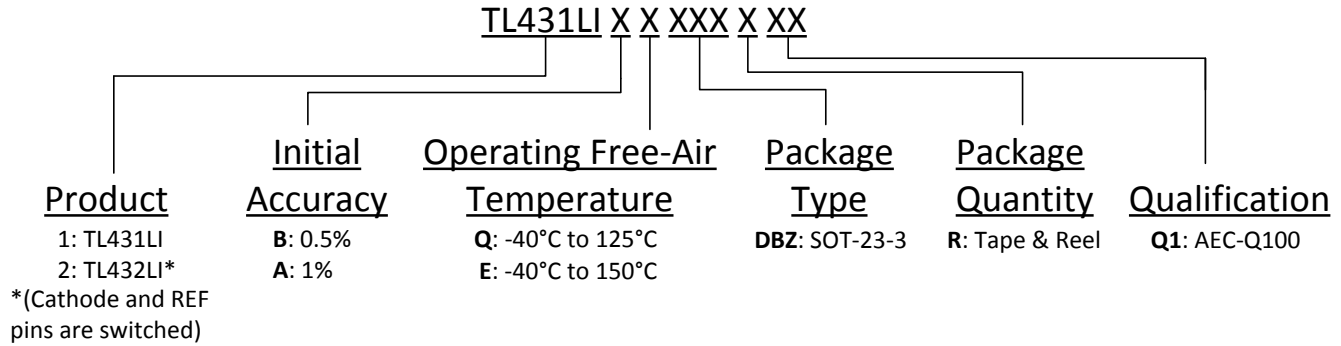 TL431LI X X XXX X XX
Product
1: TL431LI
2: TL432LI*
*(Cathode and REF
pins are switched)
Initial
Accuracy
B: 0.5%
A: 1%
Operating Free-Air
Temperature
Q: -40°C to 125°C
E: -40°C to 150°C
Package
Type
DBZ: SOT-23-3
Package
Quantity
R: Tape & Reel
Qualification
Q1: AEC-Q100